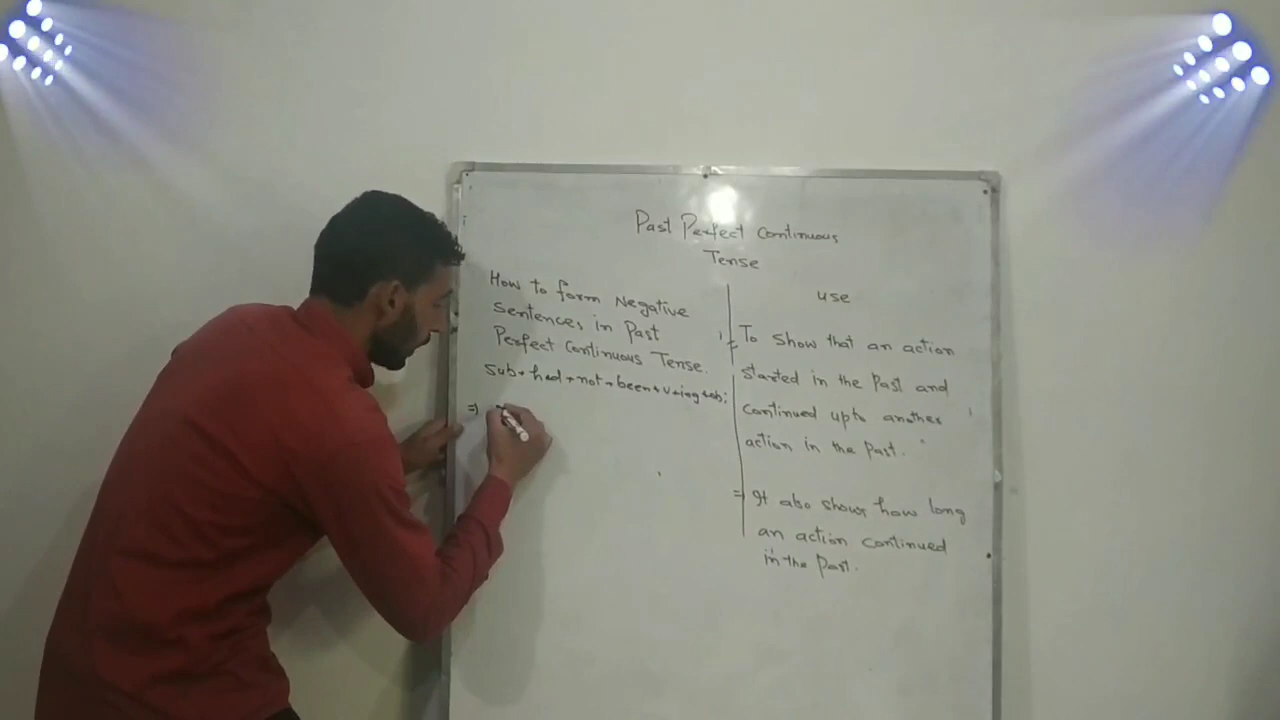 Past Perfect Continuous
Tense
How to form Negative
Sentences in Past
Perfect Continuous Tense.
Sub + had + not + been + v + ing + obj
⇒
use
i = To show that an action
started in the Past and
continued upto another
action in the Past.
⇒ It also shows how long
an action continued
in the Past.